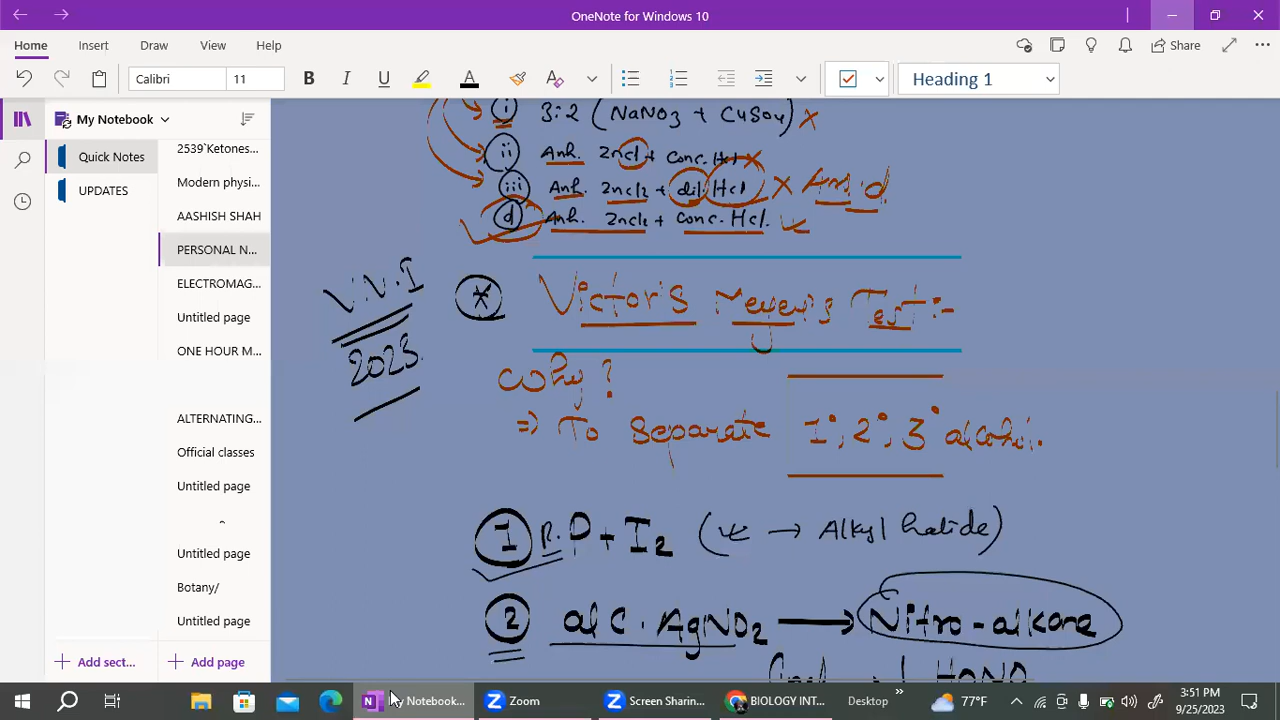 OneNote for Windows 10
Home Insert Draw View Help
Share
Calibri 11
Heading 1
My Notebook
Quick Notes
UPDATES
2539`Ketones...
Modern physi...
AASHISH SHAH
PERSONAL N...
ELECTROMAG...
Untitled page
ONE HOUR M...
ALTERNATING...
Official classes
Untitled page
Untitled page
Botany/
Untitled page
Add sect...
Add page
(i) 3:2 (NaNO3 + CuSO4) x
(ii) Anh. Zncl + Conc. Hcl x
(iii) Anh. Zncl2 + dil. Hcl x Ans. d
(d) Anh. Zncl2 + Conc. Hcl.
V.V.I
2023.
* Victor's Meyer's Test :-
Why?
=> To Separate 1°, 2°, 3° alcohol.
1 R.P + I2 ( → Alkyl halide)
2 alc. AgNO2 → Nitro-alkane
HONO
My Notebook...
Zoom
Screen Sharing...
BIOLOGY INT...
Desktop
77°F
3:51 PM
9/25/2023